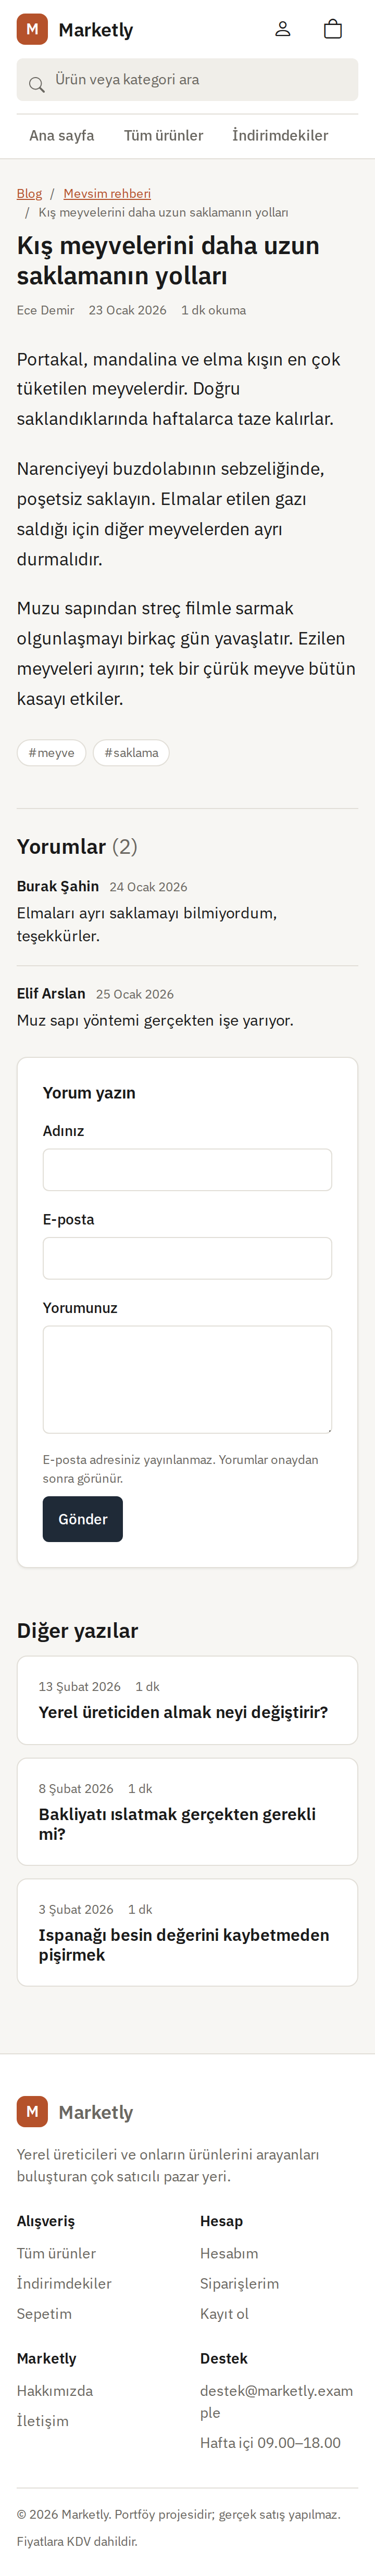 M Marketly
Ürün veya kategori ara
Ana sayfa Tüm ürünler İndirimdekiler
Blog / Mevsim rehberi
/ Kış meyvelerini daha uzun saklamanın yolları
Kış meyvelerini daha uzun
saklamanın yolları
Ece Demir 23 Ocak 2026 1 dk okuma
Portakal, mandalina ve elma kışın en çok
tüketilen meyvelerdir. Doğru
saklandıklarında haftalarca taze kalırlar.
Narenciyeyi buzdolabının sebzeliğinde,
poşetsiz saklayın. Elmalar etilen gazı
saldığı için diğer meyvelerden ayrı
durmalıdır.
Muzu sapından streç filmle sarmak
olgunlaşmayı birkaç gün yavaşlatır. Ezilen
meyveleri ayırın; tek bir çürük meyve bütün
kasayı etkiler.
#meyve #saklama
Yorumlar (2)
Burak Şahin 24 Ocak 2026
Elmaları ayrı saklamayı bilmiyordum,
teşekkürler.
Elif Arslan 25 Ocak 2026
Muz sapı yöntemi gerçekten işe yarıyor.
Yorum yazın
Adınız
E-posta
Yorumunuz
E-posta adresiniz yayınlanmaz. Yorumlar onaydan
sonra görünür.
Gönder
Diğer yazılar
13 Şubat 2026 1 dk
Yerel üreticiden almak neyi değiştirir?
8 Şubat 2026 1 dk
Bakliyatı ıslatmak gerçekten gerekli
mi?
3 Şubat 2026 1 dk
Ispanağı besin değerini kaybetmeden
pişirmek
M Marketly
Yerel üreticileri ve onların ürünlerini arayanları
buluşturan çok satıcılı pazar yeri.
Alışveriş
Tüm ürünler
İndirimdekiler
Sepetim
Hesap
Hesabım
Siparişlerim
Kayıt ol
Marketly
Hakkımızda
İletişim
Destek
destek@marketly.exam
ple
Hafta içi 09.00–18.00
© 2026 Marketly. Portföy projesidir; gerçek satış yapılmaz.
Fiyatlara KDV dahildir.